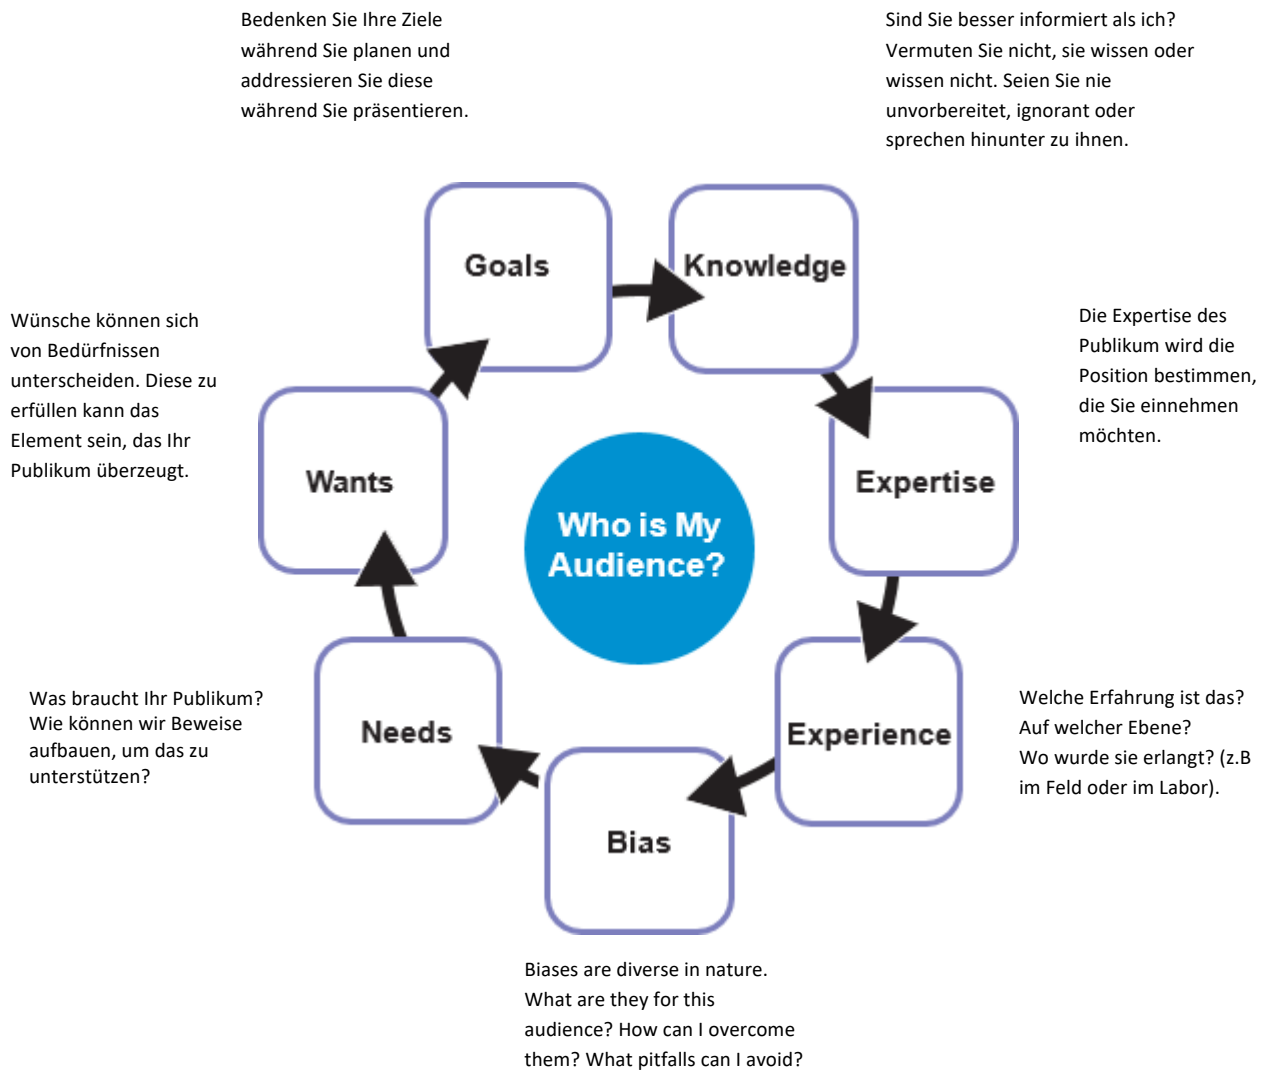 Bedenken Sie Ihre Ziele
während Sie planen und
addressieren Sie diese
während Sie präsentieren.
Sind Sie besser informiert als ich?
Vermuten Sie nicht, sie wissen oder
wissen nicht. Seien Sie nie
unvorbereitet, ignorant oder
sprechen hinunter zu ihnen.
Goals
Knowledge
Wünsche können sich
von Bedürfnissen
unterscheiden. Diese zu
erfüllen kann das
Element sein, das Ihr
Publikum überzeugt.
Die Expertise des
Publikum wird die
Position bestimmen,
die Sie einnehmen
möchten.
Wants
Who is My
Audience?
Expertise
Was braucht Ihr Publikum?
Wie können wir Beweise
aufbauen, um das zu
unterstützen?
Needs
Experience
Welche Erfahrung ist das?
Auf welcher Ebene?
Wo wurde sie erlangt? (z.B
im Feld oder im Labor).
Bias
Biases are diverse in nature.
What are they for this
audience? How can I overcome
them? What pitfalls can I avoid?